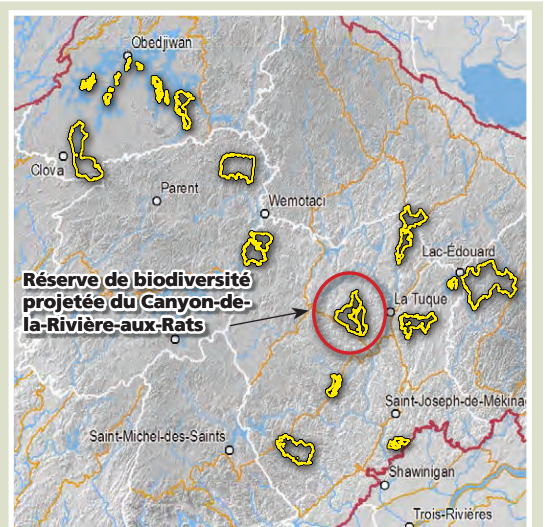 Obedjiwan
Clova
Parent
Wemotaci
Lac-Édouard
Réserve de biodiversité
projetée du Canyon-de-
la-Rivière-aux-Rats
La Tuque
Saint-Joseph-de-Mékina
Saint-Michel-des-Saints
Shawinigan
Trois-Rivières